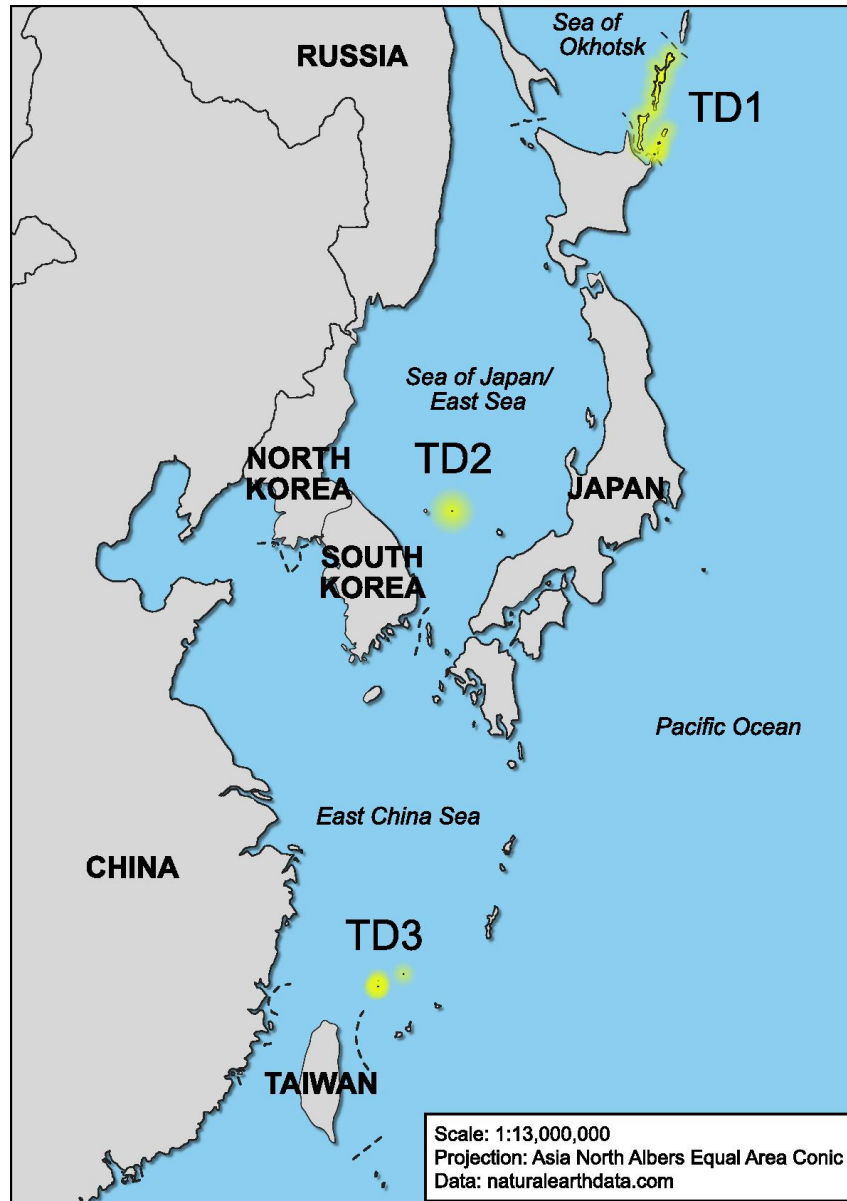 Sea of
Okhotsk
RUSSIA
TD1
Sea of Japan/
East Sea
TD2
NORTH
KOREA
JAPAN
SOUTH
KOREA
Pacific Ocean
East China Sea
CHINA
TD3
TAIWAN
Scale: 1:13,000,000
Projection: Asia North Albers Equal Area Conic
Data: naturalearthdata.com